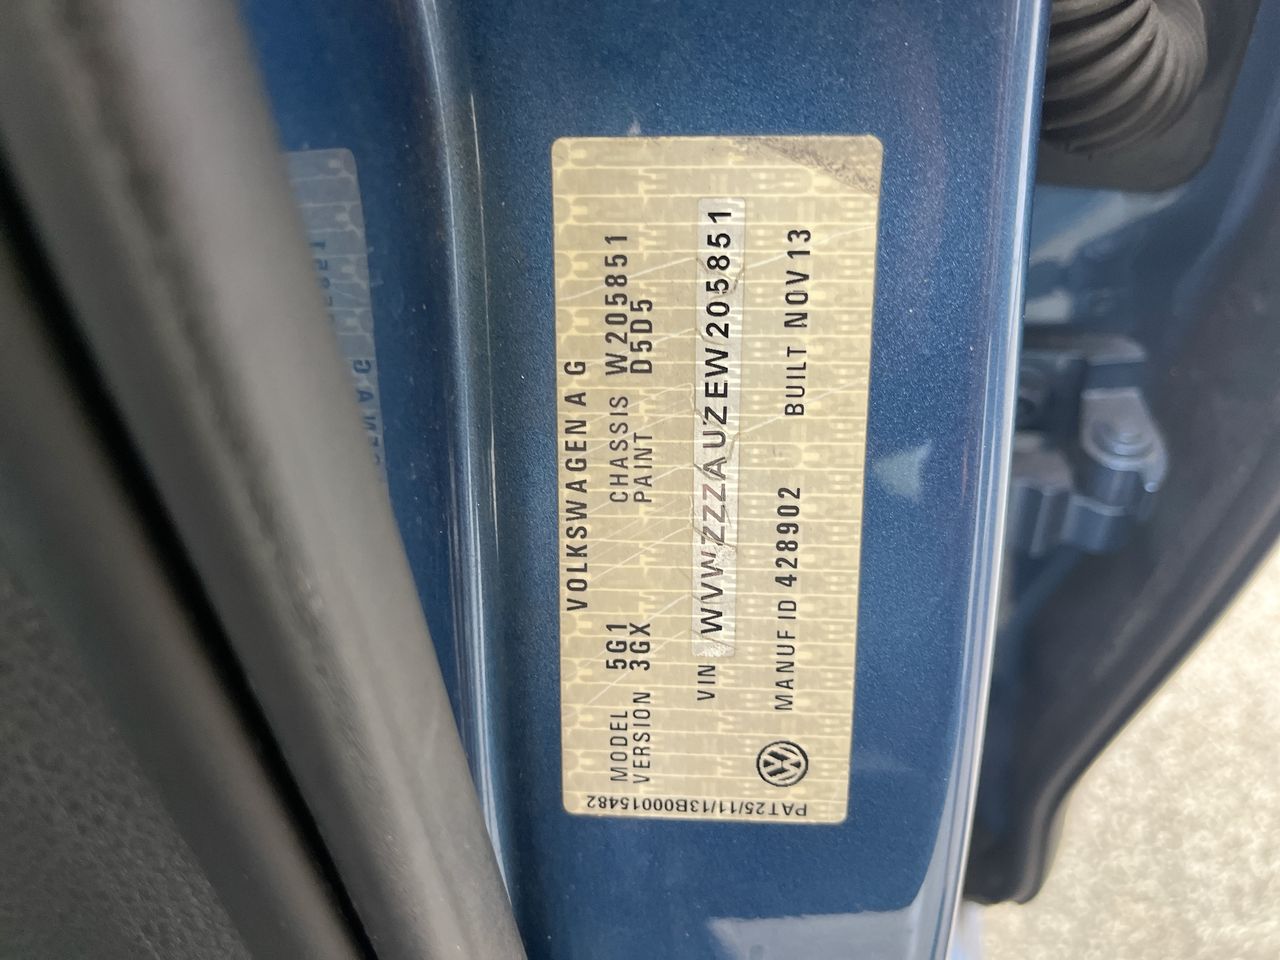 VOLKSWAGEN A G
MODEL 5G1 CHASSIS W205851
VERSION 3GX PAINT D5D5
VIN WVWZZZAUZEW205851
MANUF ID 428902 BUILT NOV 13
PAT25/11/13B00015482